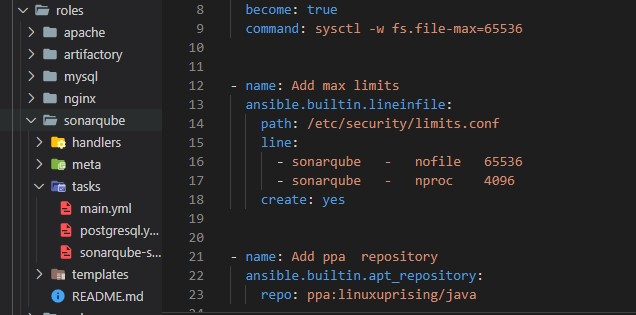 roles
apache
artifactory
mysql
nginx
sonarqube
handlers
meta
tasks
main.yml
postgresql.y...
sonarqube-s...
templates
README.md
8 become: true
9 command: sysctl -w fs.file-max=65536
10
11
12 - name: Add max limits
13 ansible.builtin.lineinfile:
14 path: /etc/security/limits.conf
15 line:
16 - sonarqube   -   nofile   65536
17 - sonarqube   -   nproc   4096
18 create: yes
19
20
21 - name: Add ppa  repository
22 ansible.builtin.apt_repository:
23 repo: ppa:linuxuprising/java